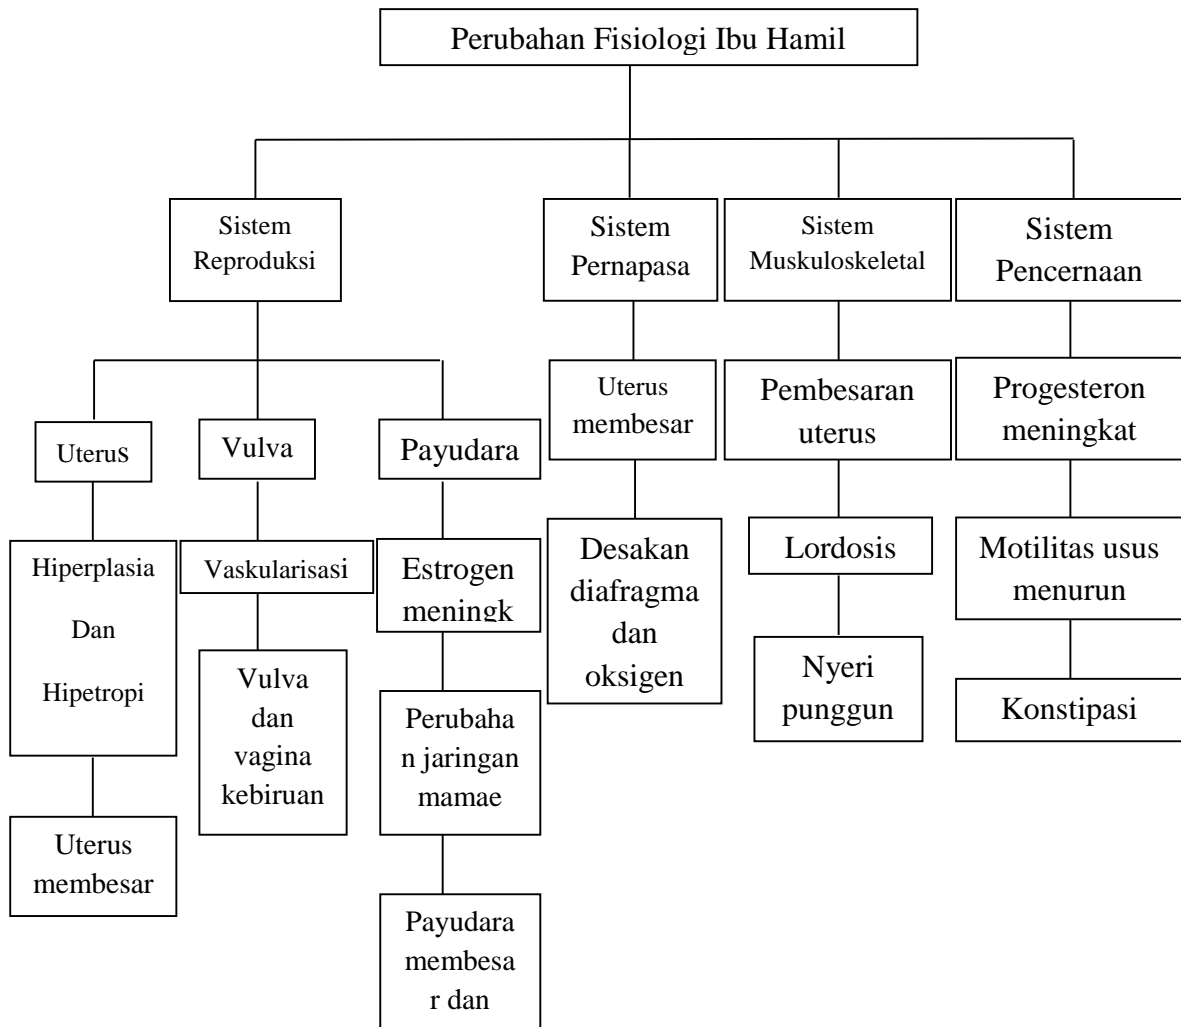 Perubahan Fisiologi Ibu Hamil
Sistem
Reproduksi
Sistem
Pernapasa
Sistem
Muskuloskeletal
Sistem
Pencernaan
Uterus
Vulva
Payudara
Uterus
membesar
Pembesaran
uterus
Progesteron
meningkat
Hiperplasia
Dan
Hipetropi
Vaskularisasi
Estrogen
meningk
Desakan
diafragma
dan
oksigen
Lordosis
Motilitas usus
menurun
Vulva
dan
vagina
kebiruan
Perubaha
n jaringan
mamae
Nyeri
punggun
Konstipasi
Uterus
membesar
Payudara
membesa
r dan